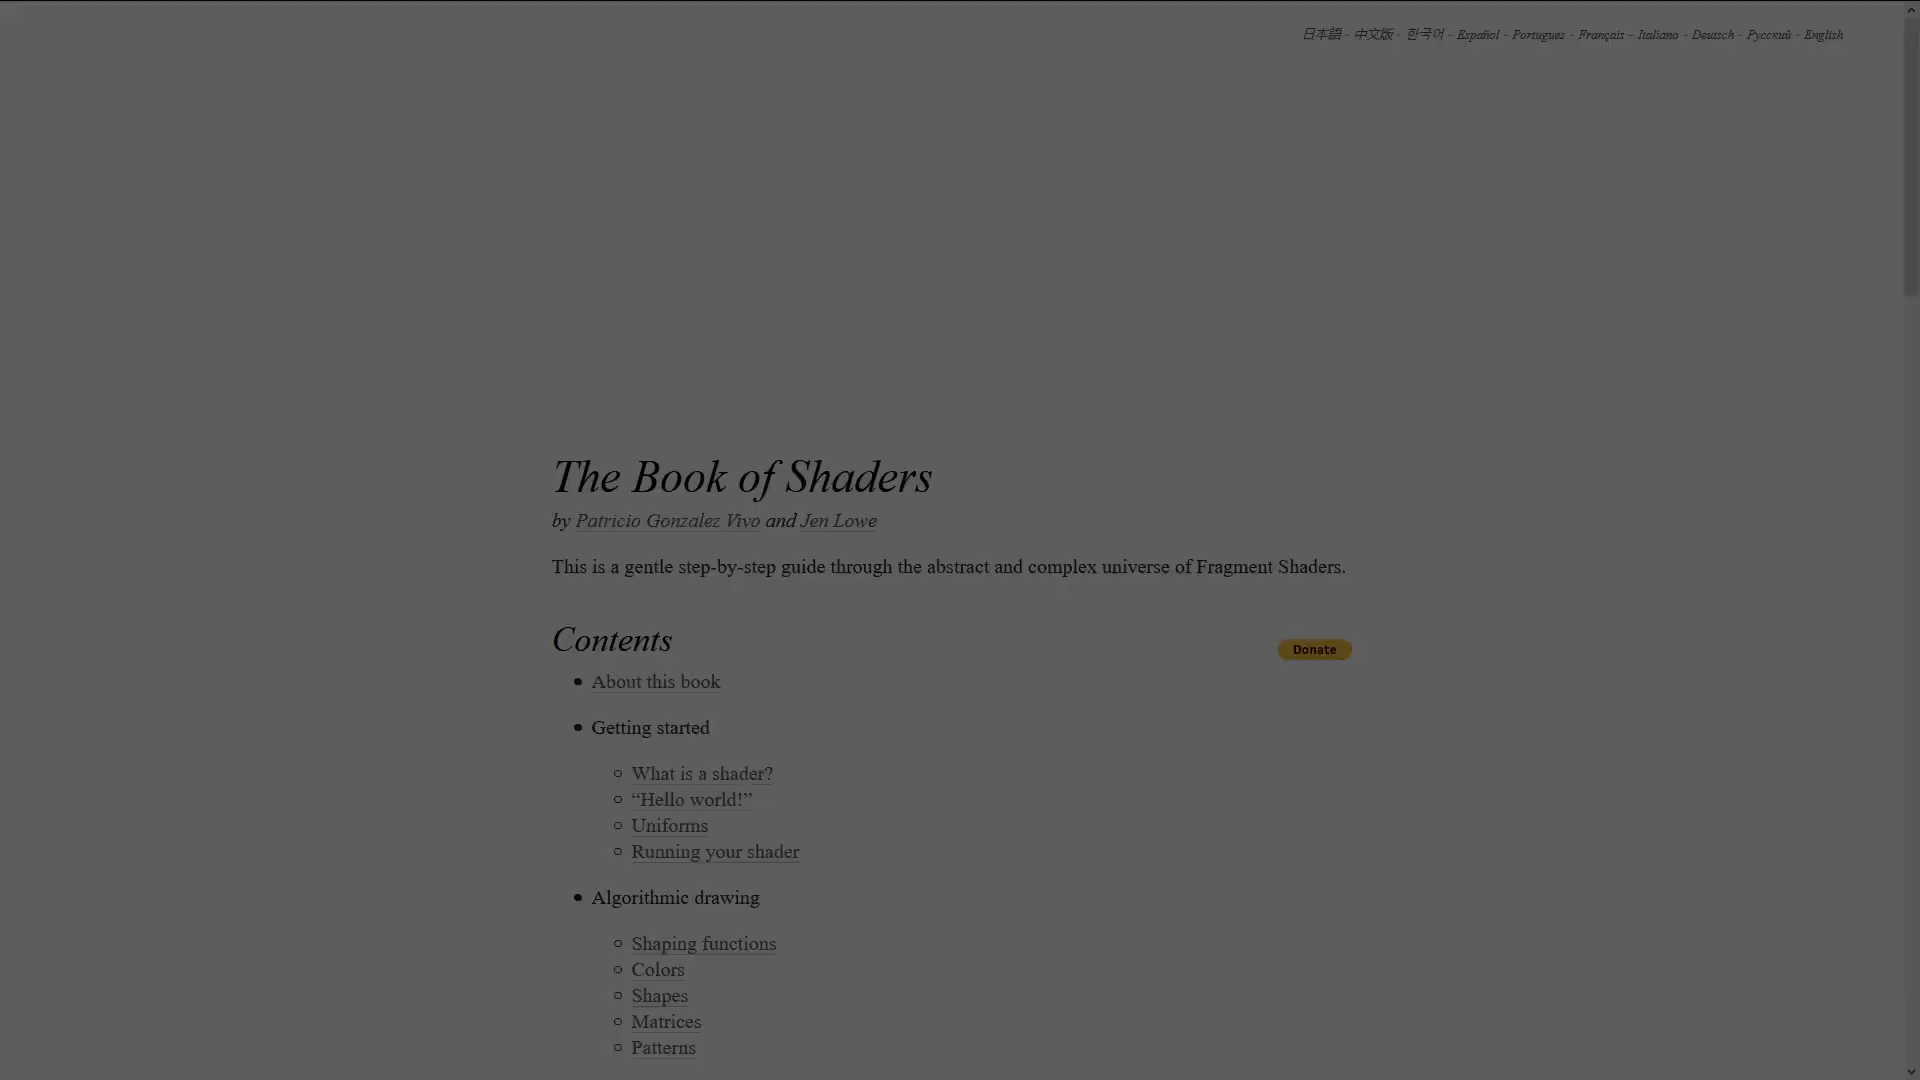 日本語 - 中文版 - 한국어 - Español - Portugues - Français - Italiano - Deutsch - Русский - English
The Book of Shaders
by Patricio Gonzalez Vivo and Jen Lowe
This is a gentle step-by-step guide through the abstract and complex universe of Fragment Shaders.
Contents
Donate
About this book
Getting started
What is a shader?
“Hello world!”
Uniforms
Running your shader
Algorithmic drawing
Shaping functions
Colors
Shapes
Matrices
Patterns